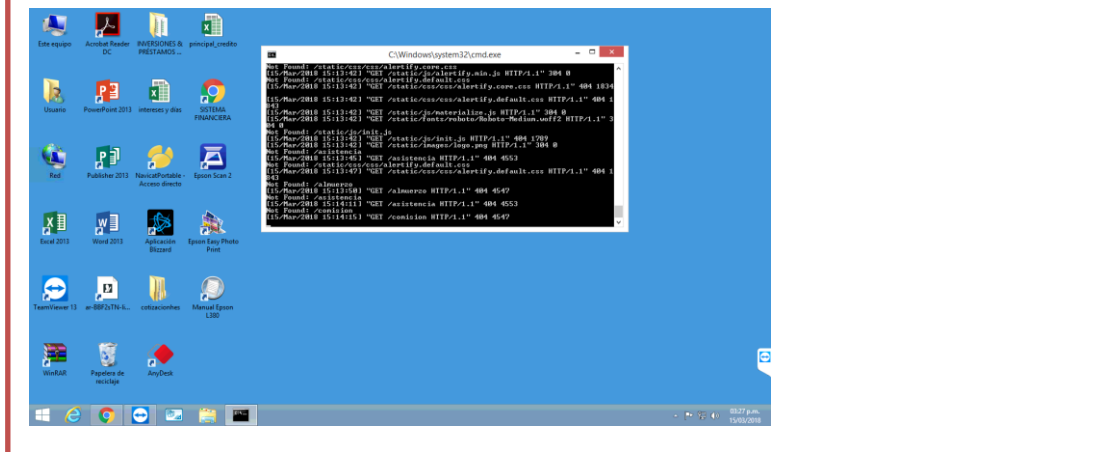 Este equipo
Acrobat Reader DC
INVERSIONES & PRÉSTAMOS ...
principal_credito
Usuario
PowerPoint 2013
intereses y días
SISTEMA FINANCIERA
Red
Publisher 2013
NavicatPortable - Acceso directo
Epson Scan 2
Excel 2013
Word 2013
Aplicación Blizzard
Epson Easy Photo Print
TeamViewer 13
cotizacionhes
Manual Epson L380
WinRAR
Papelera de reciclaje
AnyDesk
C:\Windows\system32\cmd.exe
Not Found: /static/css/css/alertify.core.css
[15/Mar/2018 15:13:42] "GET /static/js/alertify.min.js HTTP/1.1" 304 0
Not Found: /static/css/css/alertify.default.css
[15/Mar/2018 15:13:42] "GET /static/css/css/alertify.core.css HTTP/1.1" 404 1834
[15/Mar/2018 15:13:42] "GET /static/css/css/alertify.default.css HTTP/1.1" 404 1
843
[15/Mar/2018 15:13:42] "GET /static/js/materialize.js HTTP/1.1" 304 0
[15/Mar/2018 15:13:42] "GET /static/fonts/roboto/Roboto-Medium.woff2 HTTP/1.1" 3
04 0
Not Found: /static/js/init.js
[15/Mar/2018 15:13:42] "GET /static/js/init.js HTTP/1.1" 404 1789
[15/Mar/2018 15:13:42] "GET /static/images/logo.png HTTP/1.1" 304 0
Not Found: /asistencia
[15/Mar/2018 15:13:45] "GET /asistencia HTTP/1.1" 404 4553
Not Found: /static/css/css/alertify.default.css
[15/Mar/2018 15:13:47] "GET /static/css/css/alertify.default.css HTTP/1.1" 404 1
843
Not Found: /almuerzo
[15/Mar/2018 15:13:50] "GET /almuerzo HTTP/1.1" 404 4547
Not Found: /asistencia
[15/Mar/2018 15:14:11] "GET /asistencia HTTP/1.1" 404 4553
Not Found: /comision
[15/Mar/2018 15:14:15] "GET /comision HTTP/1.1" 404 4547
03:27 p.m.
15/03/2018